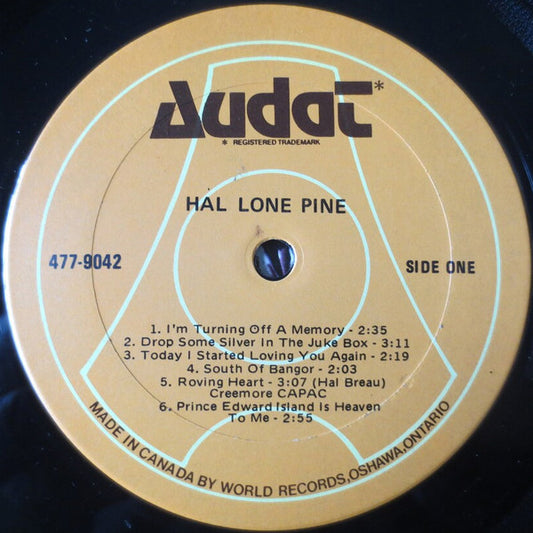 Audat*
* REGISTERED TRADEMARK
HAL LONE PINE
477-9042
SIDE ONE
1. I'm Turning Off A Memory - 2:35
2. Drop Some Silver In The Juke Box - 3:11
3. Today I Started Loving You Again - 2:19
4. South Of Bangor - 2:03
5. Roving Heart - 3:07 (Hal Breau)
Creemore CAPAC
6. Prince Edward Island is Heaven
To Me - 2:55
MADE IN CANADA BY WORLD RECORDS, OSHAWA, ONTARIO